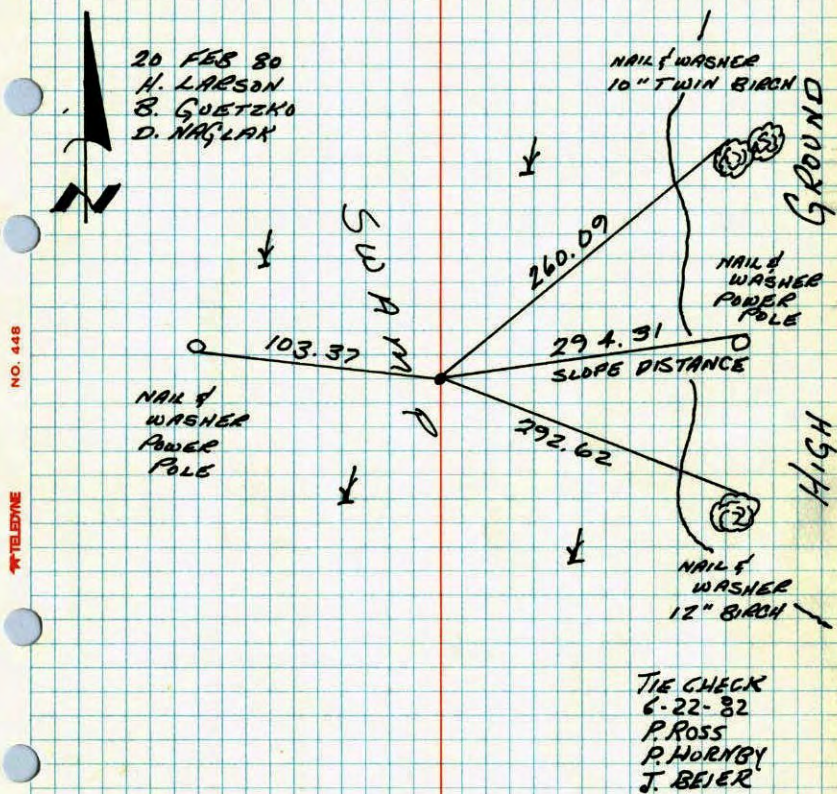 20 FEB 80
H. LARSON
B. GUETZKO
D. NAGLAK
N
NAIL & WASHER
10" TWIN BIRCH
GROUND
SWAMP
260.09
NAIL &
WASHER
POWER
POLE
103.37
294.31
SLOPE DISTANCE
NAIL &
WASHER
POWER
POLE
292.62
HIGH
NAIL &
WASHER
12" BIRCH
TIE CHECK
6-22-82
P. ROSS
P. HORNBY
J. BEIER
NO. 448
TELEDYNE